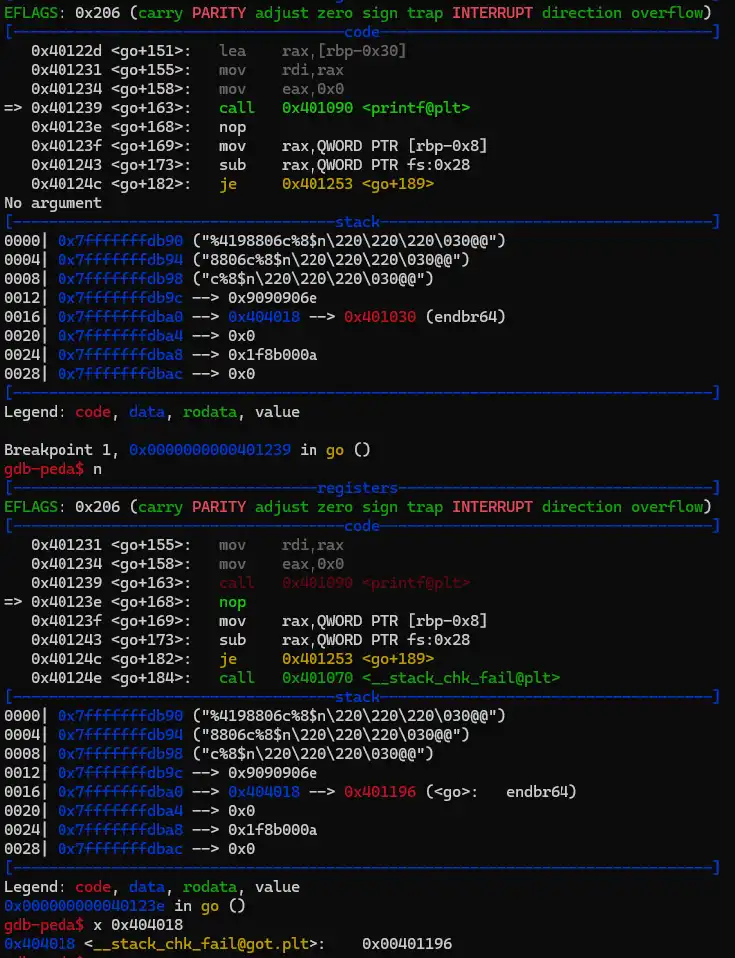 EFLAGS: 0x206 (carry PARITY adjust zero sign trap INTERRUPT direction overflow)
[-------------------------------------code-------------------------------------]
   0x40122d <go+151>:	lea    rax,[rbp-0x30]
   0x401231 <go+155>:	mov    rdi,rax
   0x401234 <go+158>:	mov    eax,0x0
=> 0x401239 <go+163>:	call   0x401090 <printf@plt>
   0x40123e <go+168>:	nop
   0x40123f <go+169>:	mov    rax,QWORD PTR [rbp-0x8]
   0x401243 <go+173>:	sub    rax,QWORD PTR fs:0x28
   0x40124c <go+182>:	je     0x401253 <go+189>
No argument
[------------------------------------stack-------------------------------------]
0000| 0x7fffffffdb90 ("%4198806c%8$n\220\220\220\030@@")
0004| 0x7fffffffdb94 ("8806c%8$n\220\220\220\030@@")
0008| 0x7fffffffdb98 ("c%8$n\220\220\220\030@@")
0012| 0x7fffffffdb9c --> 0x9090906e
0016| 0x7fffffffdba0 --> 0x404018 --> 0x401030 (endbr64)
0020| 0x7fffffffdba4 --> 0x0
0024| 0x7fffffffdba8 --> 0x1f8b000a
0028| 0x7fffffffdbac --> 0x0
[------------------------------------------------------------------------------]
Legend: code, data, rodata, value
Breakpoint 1, 0x0000000000401239 in go ()
gdb-peda$ n
[----------------------------------registers-----------------------------------]
EFLAGS: 0x206 (carry PARITY adjust zero sign trap INTERRUPT direction overflow)
[-------------------------------------code-------------------------------------]
   0x401231 <go+155>:	mov    rdi,rax
   0x401234 <go+158>:	mov    eax,0x0
   0x401239 <go+163>:	call   0x401090 <printf@plt>
=> 0x40123e <go+168>:	nop
   0x40123f <go+169>:	mov    rax,QWORD PTR [rbp-0x8]
   0x401243 <go+173>:	sub    rax,QWORD PTR fs:0x28
   0x40124c <go+182>:	je     0x401253 <go+189>
   0x40124e <go+184>:	call   0x401070 <__stack_chk_fail@plt>
[------------------------------------stack-------------------------------------]
0000| 0x7fffffffdb90 ("%4198806c%8$n\220\220\220\030@@")
0004| 0x7fffffffdb94 ("8806c%8$n\220\220\220\030@@")
0008| 0x7fffffffdb98 ("c%8$n\220\220\220\030@@")
0012| 0x7fffffffdb9c --> 0x9090906e
0016| 0x7fffffffdba0 --> 0x404018 --> 0x401196 (<go>:	endbr64)
0020| 0x7fffffffdba4 --> 0x0
0024| 0x7fffffffdba8 --> 0x1f8b000a
0028| 0x7fffffffdbac --> 0x0
[------------------------------------------------------------------------------]
Legend: code, data, rodata, value
0x000000000040123e in go ()
gdb-peda$ x 0x404018
0x404018 <__stack_chk_fail@got.plt>:	0x00401196